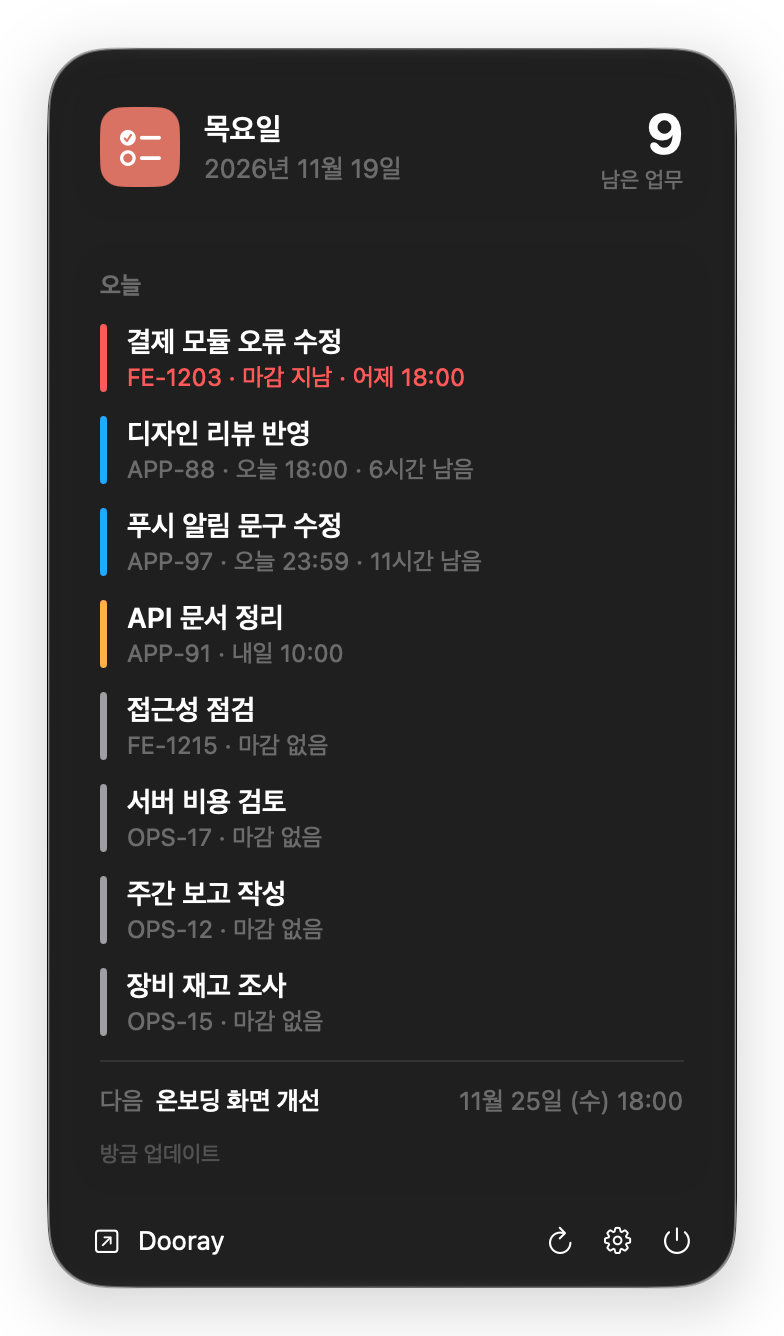 목요일
2026년 11월 19일
9
남은 업무
오늘
결제 모듈 오류 수정
FE-1203 · 마감 지남 · 어제 18:00
디자인 리뷰 반영
APP-88 · 오늘 18:00 · 6시간 남음
푸시 알림 문구 수정
APP-97 · 오늘 23:59 · 11시간 남음
API 문서 정리
APP-91 · 내일 10:00
접근성 점검
FE-1215 · 마감 없음
서버 비용 검토
OPS-17 · 마감 없음
주간 보고 작성
OPS-12 · 마감 없음
장비 재고 조사
OPS-15 · 마감 없음
다음 온보딩 화면 개선 11월 25일 (수) 18:00
방금 업데이트
Dooray